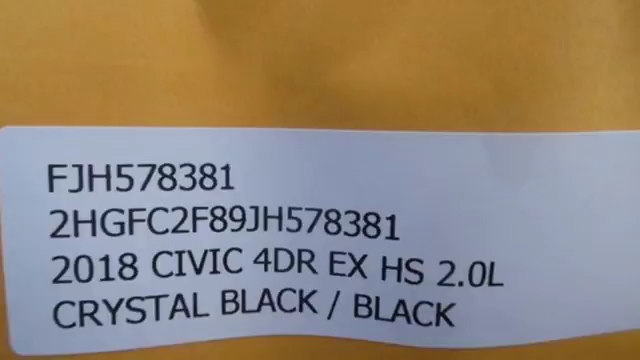 FJH578381
2HGFC2F89JH578381
2018 CIVIC 4DR EX HS 2.0L
CRYSTAL BLACK / BLACK